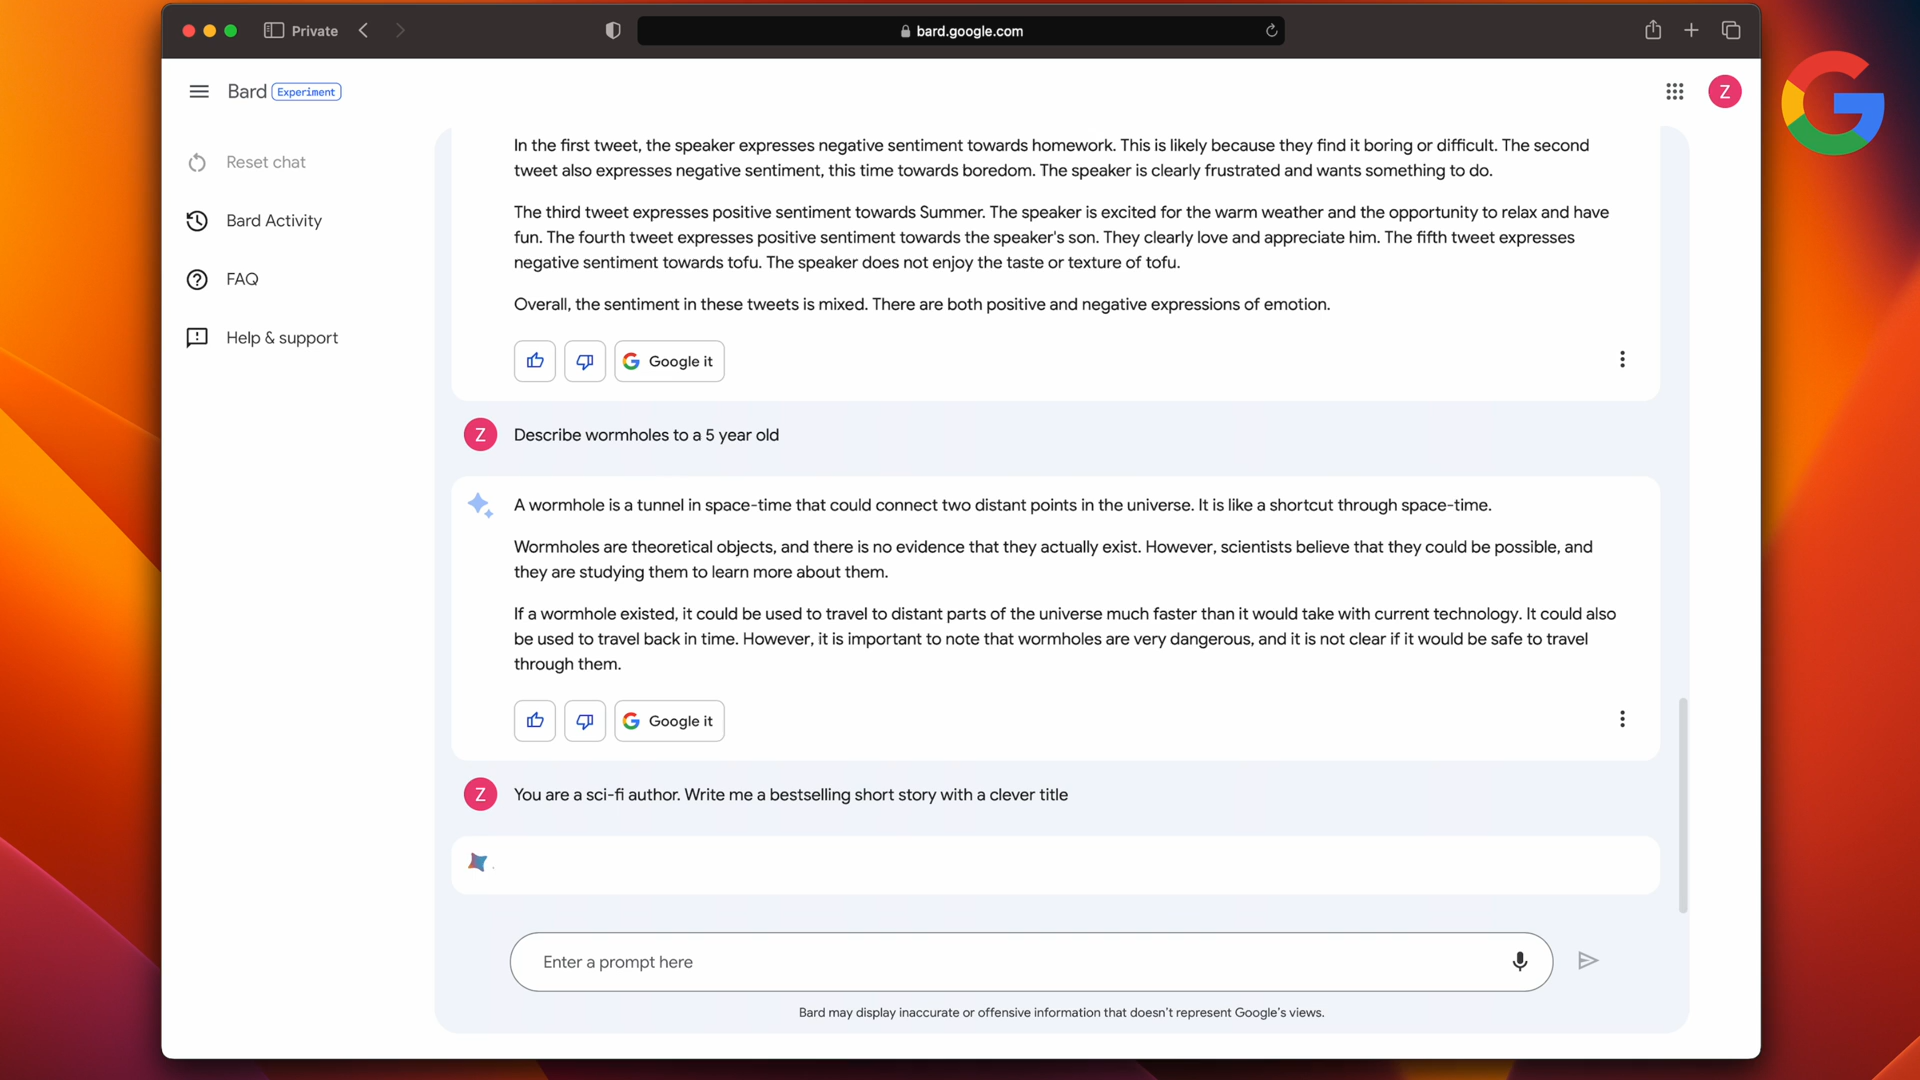 Private
bard.google.com
Bard Experiment
Z
Reset chat
Bard Activity
FAQ
Help & support
In the first tweet, the speaker expresses negative sentiment towards homework. This is likely because they find it boring or difficult. The second
tweet also expresses negative sentiment, this time towards boredom. The speaker is clearly frustrated and wants something to do.
The third tweet expresses positive sentiment towards Summer. The speaker is excited for the warm weather and the opportunity to relax and have
fun. The fourth tweet expresses positive sentiment towards the speaker's son. They clearly love and appreciate him. The fifth tweet expresses
negative sentiment towards tofu. The speaker does not enjoy the taste or texture of tofu.
Overall, the sentiment in these tweets is mixed. There are both positive and negative expressions of emotion.
Google it
Z Describe wormholes to a 5 year old
A wormhole is a tunnel in space-time that could connect two distant points in the universe. It is like a shortcut through space-time.
Wormholes are theoretical objects, and there is no evidence that they actually exist. However, scientists believe that they could be possible, and
they are studying them to learn more about them.
If a wormhole existed, it could be used to travel to distant parts of the universe much faster than it would take with current technology. It could also
be used to travel back in time. However, it is important to note that wormholes are very dangerous, and it is not clear if it would be safe to travel
through them.
Google it
Z You are a sci-fi author. Write me a bestselling short story with a clever title
Enter a prompt here
Bard may display inaccurate or offensive information that doesn't represent Google's views.